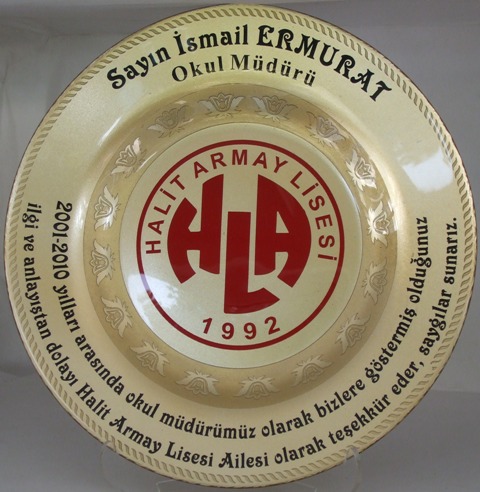 Sayın İsmail ERMURAT
Okul Müdürü
HALİT ARMAY LİSESİ
HLA
1992
2001-2010 yılları arasında okul müdürümüz olarak bizlere göstermiş olduğunuz
ilgi ve anlayıştan dolayı Halit Armay Lisesi Ailesi olarak teşekkür eder, saygılar sunarız.